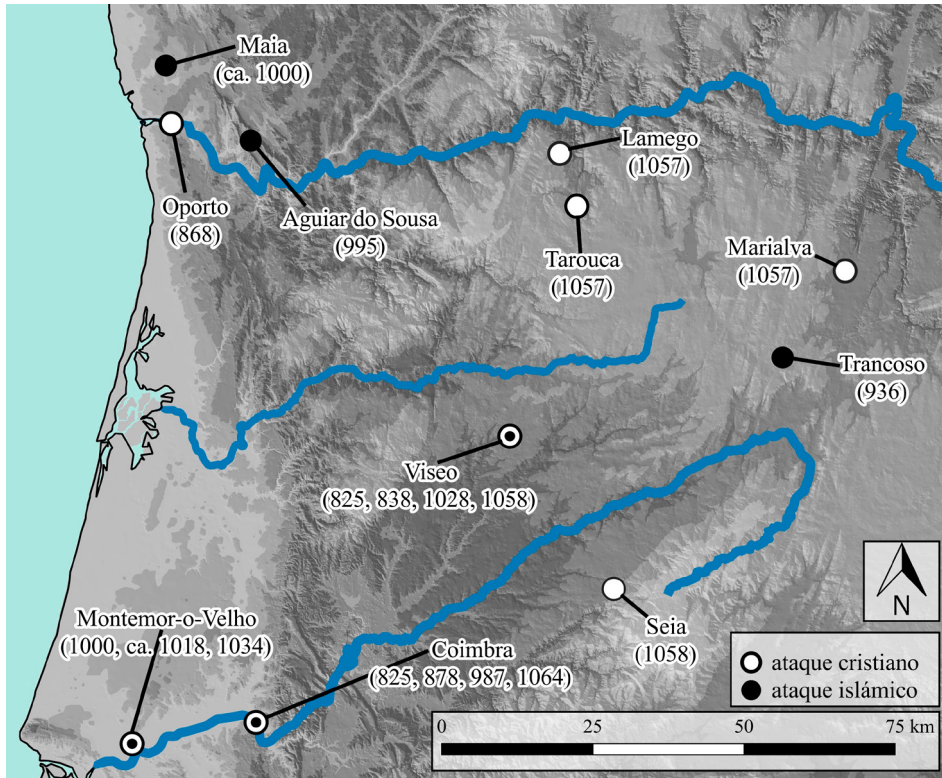 Maia
(ca. 1000)
Oporto
(868)
Aguiar do Sousa
(995)
Lamego
(1057)
Tarouca
(1057)
Marialva
(1057)
Trancoso
(936)
Viseo
(825, 838, 1028, 1058)
Montemor-o-Velho
(1000, ca. 1018, 1034)
Coimbra
(825, 878, 987, 1064)
Seia
(1058)
N
ataque cristiano
ataque islámico
0 25 50 75 km